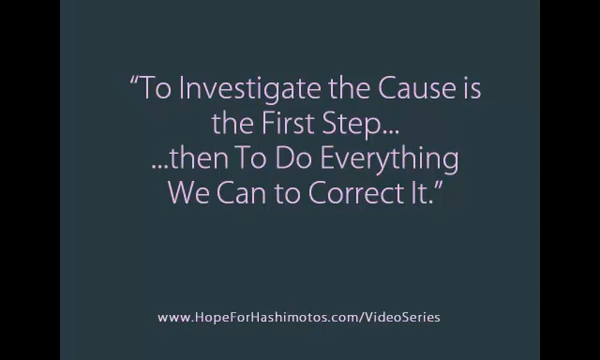 “To Investigate the Cause is
the First Step...
...then To Do Everything
We Can to Correct It.”
www.HopeForHashimotos.com/VideoSeries